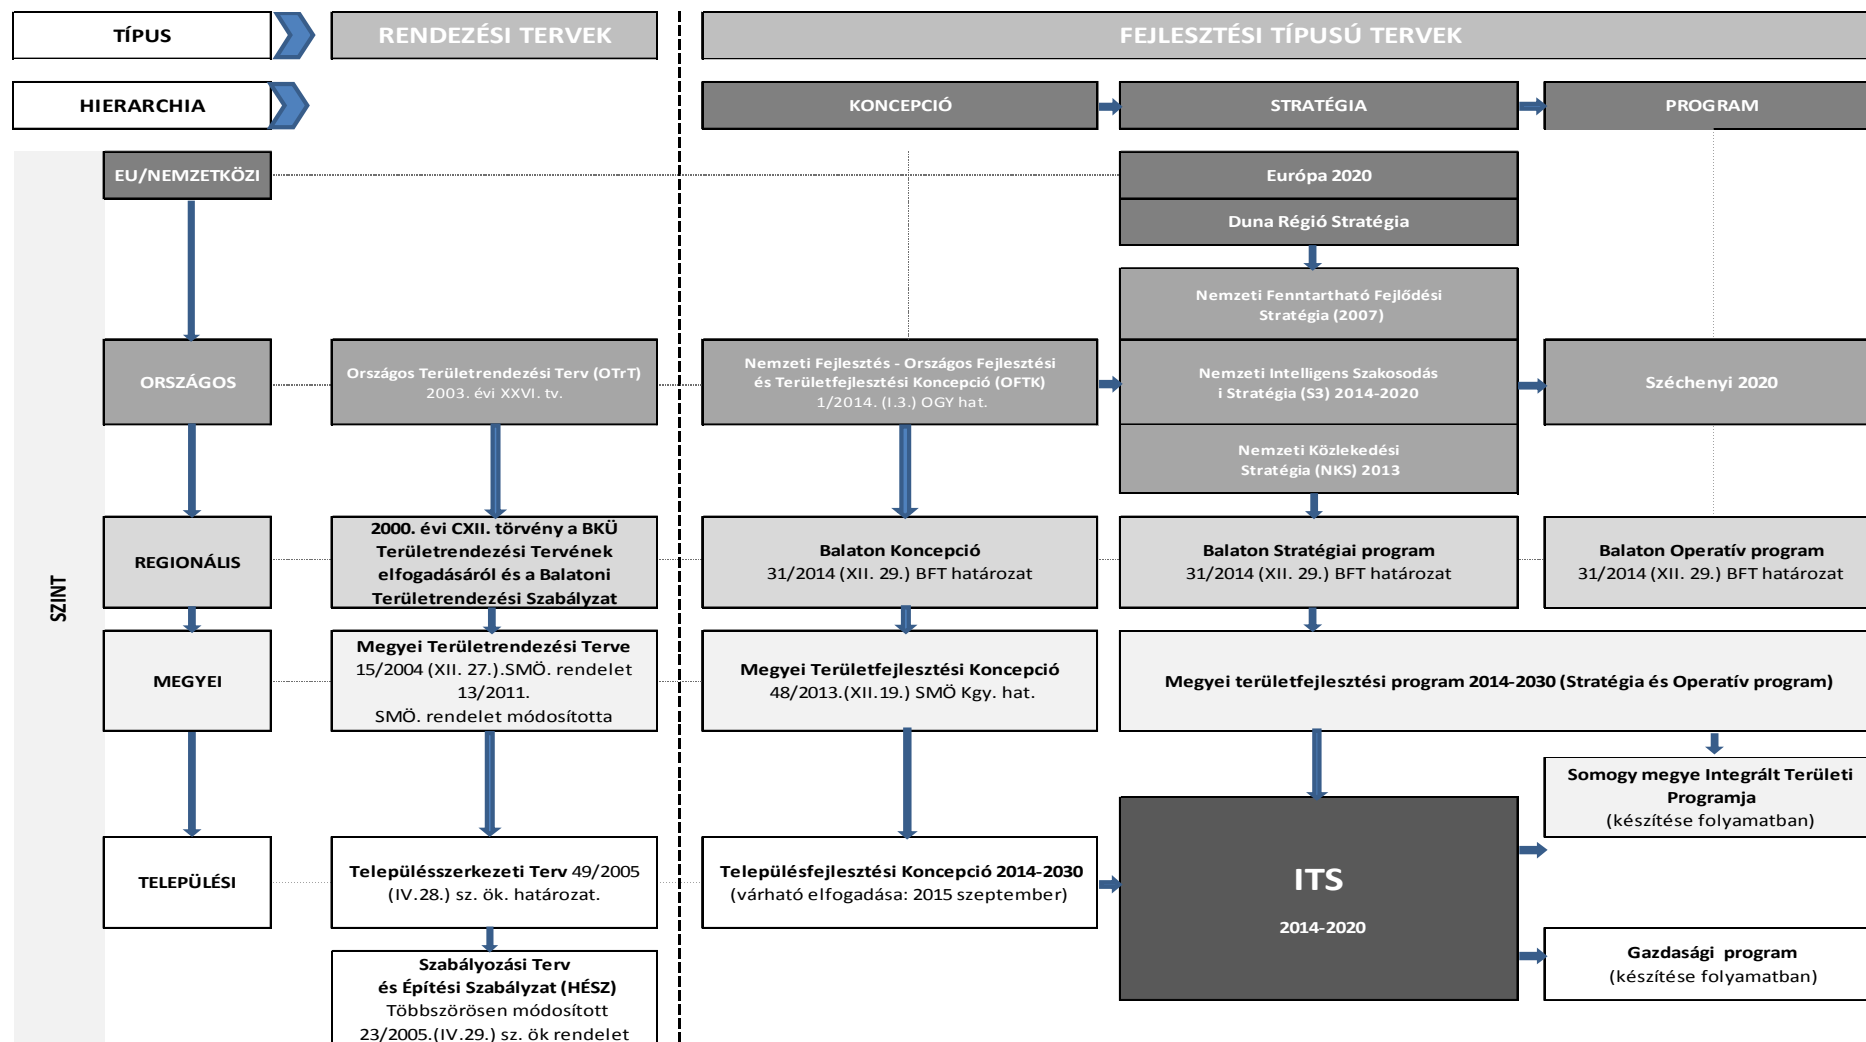 TÍPUS
RENDEZÉSI TERVEK
FEJLESZTÉSI TÍPUSÚ TERVEK
HIERARCHIA
KONCEPCIÓ
STRATÉGIA
PROGRAM
SZINT
EU/NEMZETKÖZI
Európa 2020
Duna Régió Stratégia
Nemzeti Fenntartható Fejlődési
Stratégia (2007)
ORSZÁGOS
Országos Területrendezési Terv (OTrT)
2003. évi XXVI. tv.
Nemzeti Fejlesztés - Országos Fejlesztési
és Területfejlesztési Koncepció (OFTK)
1/2014. (I.3.) OGY hat.
Nemzeti Intelligens Szakosodás
i Stratégia (S3) 2014-2020
Széchenyi 2020
Nemzeti Közlekedési
Stratégia (NKS) 2013
REGIONÁLIS
2000. évi CXII. törvény a BKÜ
Területrendezési Tervének
elfogadásáról és a Balatoni
Területrendezési Szabályzat
Balaton Koncepció
31/2014 (XII. 29.) BFT határozat
Balaton Stratégiai program
31/2014 (XII. 29.) BFT határozat
Balaton Operatív program
31/2014 (XII. 29.) BFT határozat
MEGYEI
Megyei Területrendezési Terve
15/2004 (XII. 27.).SMÖ. rendelet
13/2011.
SMÖ. rendelet módosította
Megyei Területfejlesztési Koncepció
48/2013.(XII.19.) SMÖ Kgy. hat.
Megyei területfejlesztési program 2014-2030 (Stratégia és Operatív program)
Somogy megye Integrált Területi
Programja
(készítése folyamatban)
TELEPÜLÉSI
Településszerkezeti Terv 49/2005
(IV.28.) sz. ök. határozat.
Településfejlesztési Koncepció 2014-2030
(várható elfogadása: 2015 szeptember)
ITS
2014-2020
Gazdasági program
(készítése folyamatban)
Szabályozási Terv
és Építési Szabályzat (HÉSZ)
Többszörösen módosított
23/2005.(IV.29.) sz. ök rendelet